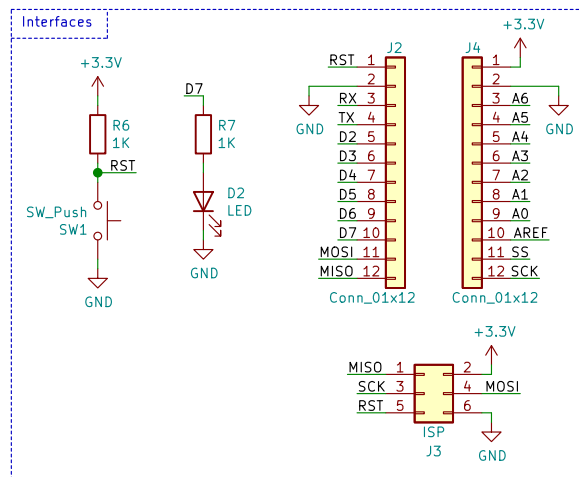 Interfaces
+3.3V
R6
1K
RST
SW_Push
SW1
GND
D7
R7
1K
D2
LED
GND
J2
RST 1
2
GND
RX 3
TX 4
D2 5
D3 6
D4 7
D5 8
D6 9
D7 10
MOSI 11
MISO 12
Conn_01x12
J4
+3.3V
1
2
GND
3 A6
4 A5
5 A4
6 A3
7 A2
8 A1
9 A0
10 AREF
11 SS
12 SCK
Conn_01x12
+3.3V
MISO 1 2
SCK 3 4 MOSI
RST 5 6
ISP
J3
GND